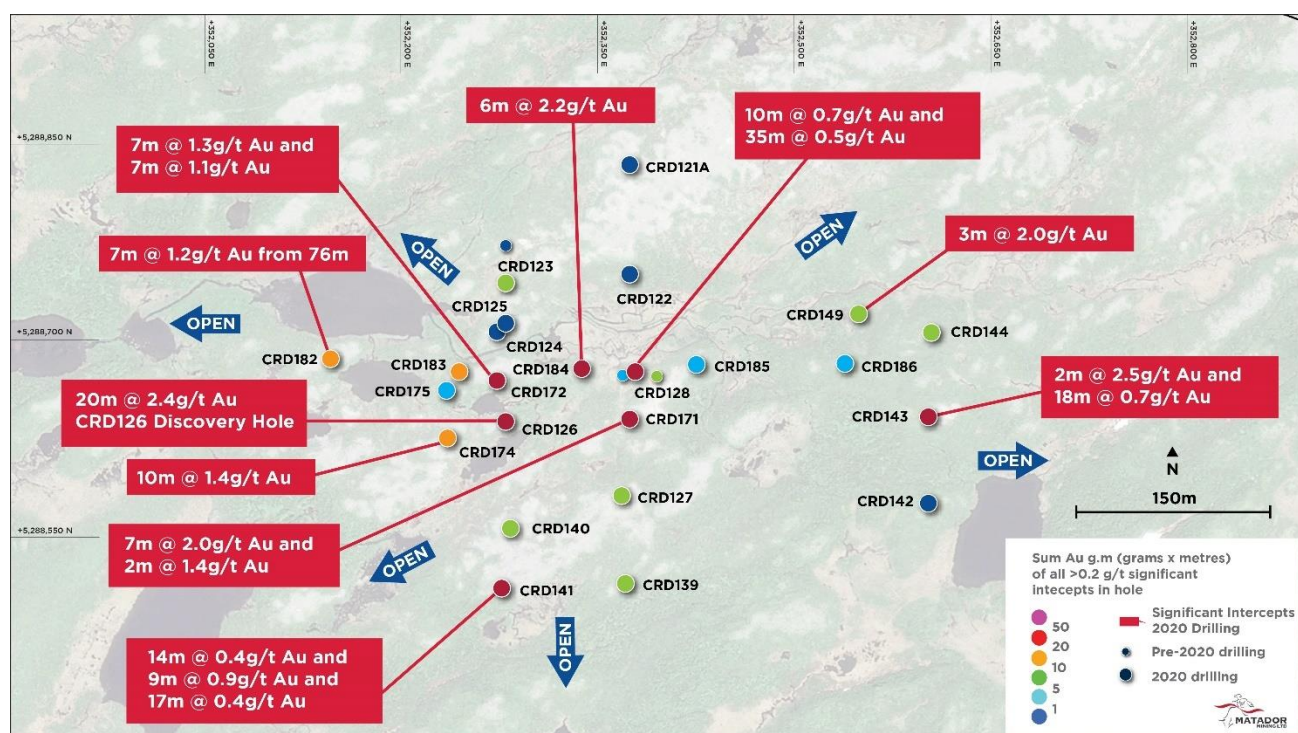 +352,050 E
+352,200 E
+352,350 E
+352,500 E
+352,650 E
+352,800 E
6m @ 2.2g/t Au
10m @ 0.7g/t Au and
35m @ 0.5g/t Au
7m @ 1.3g/t Au and
7m @ 1.1g/t Au
+5,288,850 N
CRD121A
OPEN
OPEN
3m @ 2.0g/t Au
7m @ 1.2g/t Au from 76m
CRD123
CRD122
CRD125
CRD149
CRD144
OPEN
+5,288,700 N
CRD124
CRD182
CRD183
CRD184
CRD185
CRD186
CRD175
CRD172
CRD128
2m @ 2.5g/t Au and
18m @ 0.7g/t Au
20m @ 2.4g/t Au
CRD126 Discovery Hole
CRD126
CRD171
CRD143
CRD174
OPEN
N
10m @ 1.4g/t Au
150m
CRD127
CRD142
7m @ 2.0g/t Au and
2m @ 1.4g/t Au
+5,288,550 N
CRD140
OPEN
CRD141
CRD139
OPEN
14m @ 0.4g/t Au and
9m @ 0.9g/t Au and
17m @ 0.4g/t Au
Sum Au g.m (grams x metres)
of all >0.2 g/t significant
intecepts in hole
50
20
10
5
1
Significant Intercepts
2020 Drilling
Pre-2020 drilling
2020 drilling
MATADOR
MINING LTD